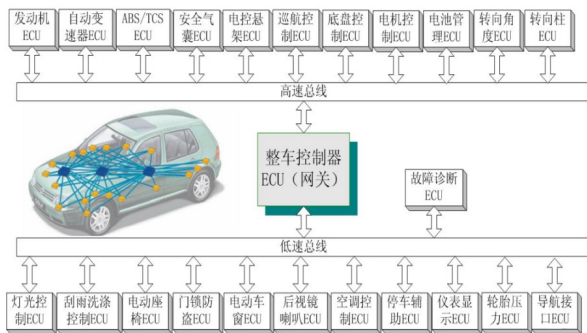 发动机
ECU
自动变
速器ECU
ABS/TCS
ECU
安全气
囊ECU
电控悬
架ECU
巡航控
制ECU
底盘控
制ECU
电机控
制ECU
电池管
理ECU
转向角
度ECU
转向柱
ECU
高速总线
整车控制器
ECU（网关）
故障诊断
ECU
低速总线
灯光控
制ECU
刮雨洗涤
控制ECU
电动座
椅ECU
门锁防
盗ECU
电动车
窗ECU
后视镜
喇叭ECU
空调控
制ECU
停车辅
助ECU
仪表显
示ECU
轮胎压
力ECU
导航接
口ECU